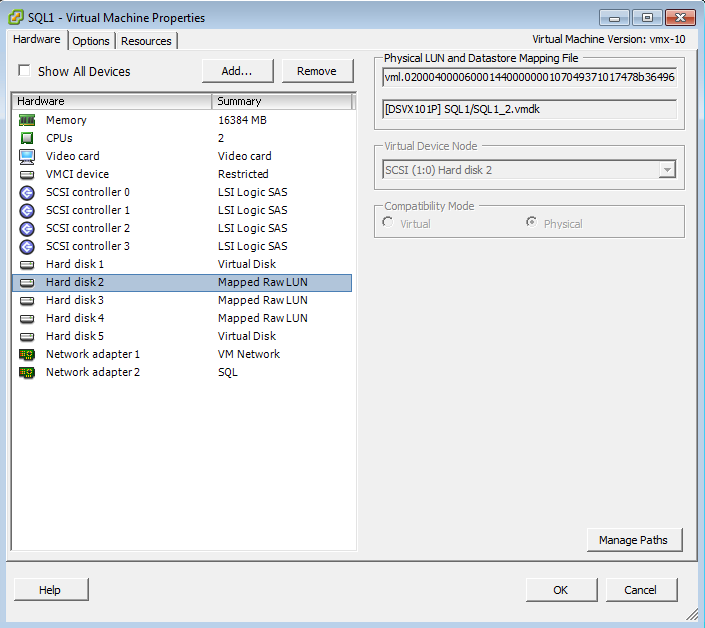 SQL1 - Virtual Machine Properties
Hardware Options Resources
Virtual Machine Version: vmx-10
Show All Devices
Add...
Remove
Hardware Summary
Memory 16384 MB
CPUs 2
Video card Video card
VMCI device Restricted
SCSI controller 0 LSI Logic SAS
SCSI controller 1 LSI Logic SAS
SCSI controller 2 LSI Logic SAS
SCSI controller 3 LSI Logic SAS
Hard disk 1 Virtual Disk
Hard disk 2 Mapped Raw LUN
Hard disk 3 Mapped Raw LUN
Hard disk 4 Mapped Raw LUN
Hard disk 5 Virtual Disk
Network adapter 1 VM Network
Network adapter 2 SQL
Physical LUN and Datastore Mapping File
vml.02000400006000144000000010704937101 7478b36496
[DSVX101P] SQL1/SQL1_2.vmdk
Virtual Device Node
SCSI (1:0) Hard disk 2
Compatibility Mode
Virtual
Physical
Manage Paths
Help
OK
Cancel